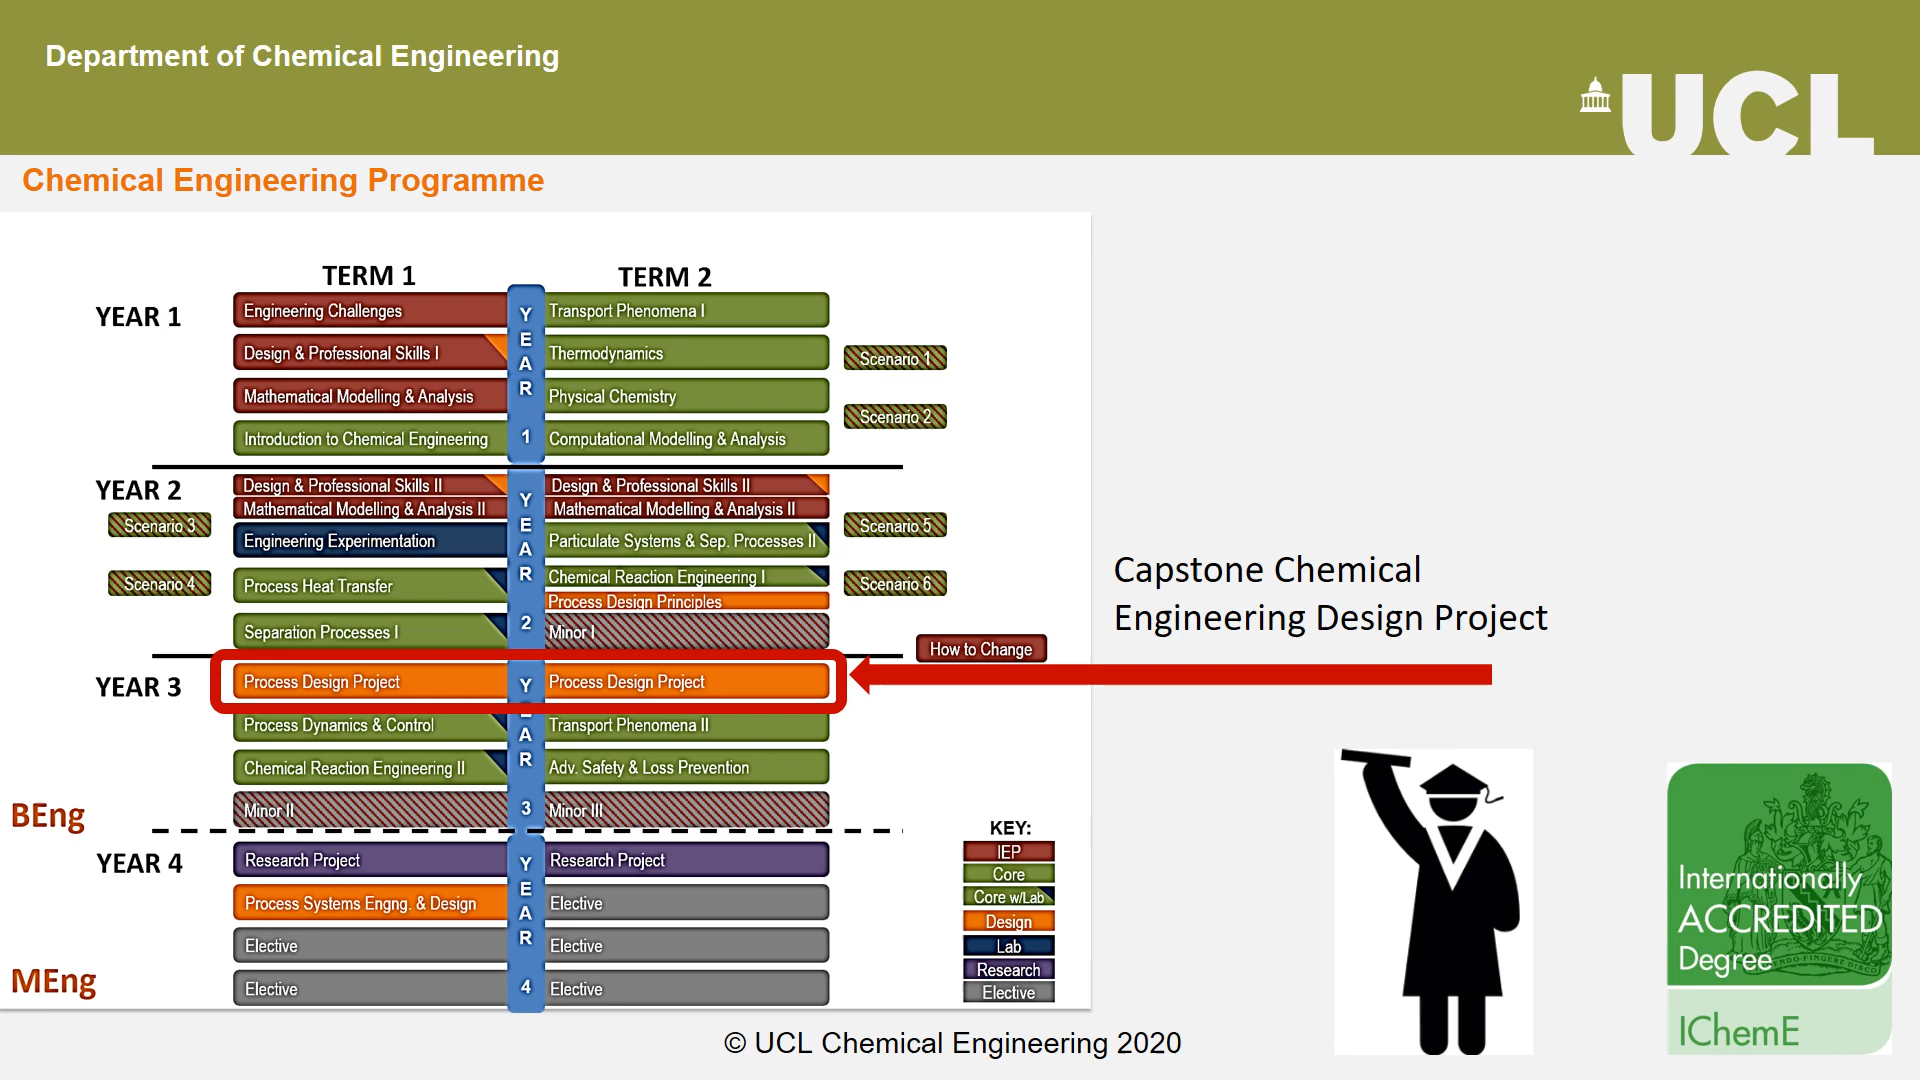 Department of Chemical Engineering
UCL
Chemical Engineering Programme
TERM 1
TERM 2
YEAR 1
Engineering Challenges
Transport Phenomena I
Design & Professional Skills I
Thermodynamics
Scenario 1
Mathematical Modelling & Analysis
Physical Chemistry
Scenario 2
Introduction to Chemical Engineering
Computational Modelling & Analysis
YEAR 1
YEAR 2
Design & Professional Skills II
Design & Professional Skills II
Mathematical Modelling & Analysis II
Mathematical Modelling & Analysis II
Scenario 3
Scenario 5
Engineering Experimentation
Particulate Systems & Sep. Processes II
Scenario 4
Process Heat Transfer
Chemical Reaction Engineering I
Scenario 6
Process Design Principles
Separation Processes I
Minor I
YEAR 2
How to Change
Capstone Chemical
Engineering Design Project
YEAR 3
Process Design Project
Process Design Project
Process Dynamics & Control
Transport Phenomena II
Chemical Reaction Engineering II
Adv. Safety & Loss Prevention
Minor II
Minor III
YEAR 3
BEng
YEAR 4
Research Project
Research Project
Process Systems Engng. & Design
Elective
Elective
Elective
Elective
Elective
YEAR 4
MEng
KEY:
IEP
Core
Core w/Lab
Design
Lab
Research
Elective
Internationally
ACCREDITED
Degree
IChemE
© UCL Chemical Engineering 2020